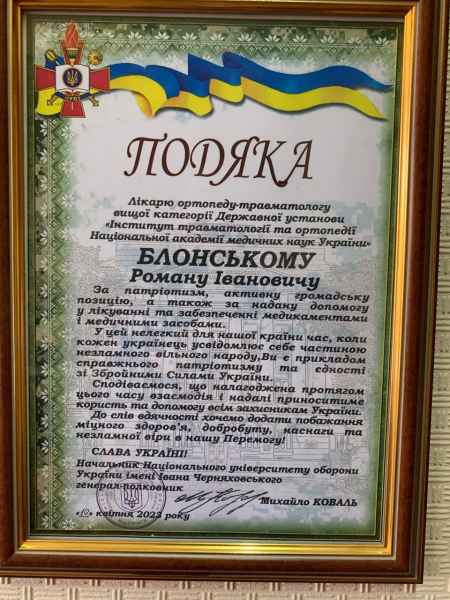 ПОДЯКА
Лікарю ортопеду-травматологу
вищої категорії Державної установи
«Інститут травматології та ортопедії
Національної академії медичних наук України»
БЛОНСЬКОМУ
Роману Івановичу
За патріотизм, активну громадську
позицію, а також за надану допомогу
у лікуванні та забезпеченні медикаментами
і медичними засобами.
У цей нелегкий для нашої країни час, коли
кожен українець усвідомлює себе частиною
незламного вільного народу,Ви є прикладом
справжнього патріотизму та єдності
зі Збройними Силами України.
Сподіваємося, що налагоджена протягом
цього часу взаємодія і надалі приноситиме
користь та допомогу всім захисникам України.
До слів вдячності хочемо додати побажання
міцного здоров'я, добробуту, наснаги та
незламної віри в нашу Перемогу!
СЛАВА УКРАЇНІ!
Начальник Національного університету оборони
України імені Івана Черняховського
генерал-полковник
Михайло КОВАЛЬ
квітня 2023 року